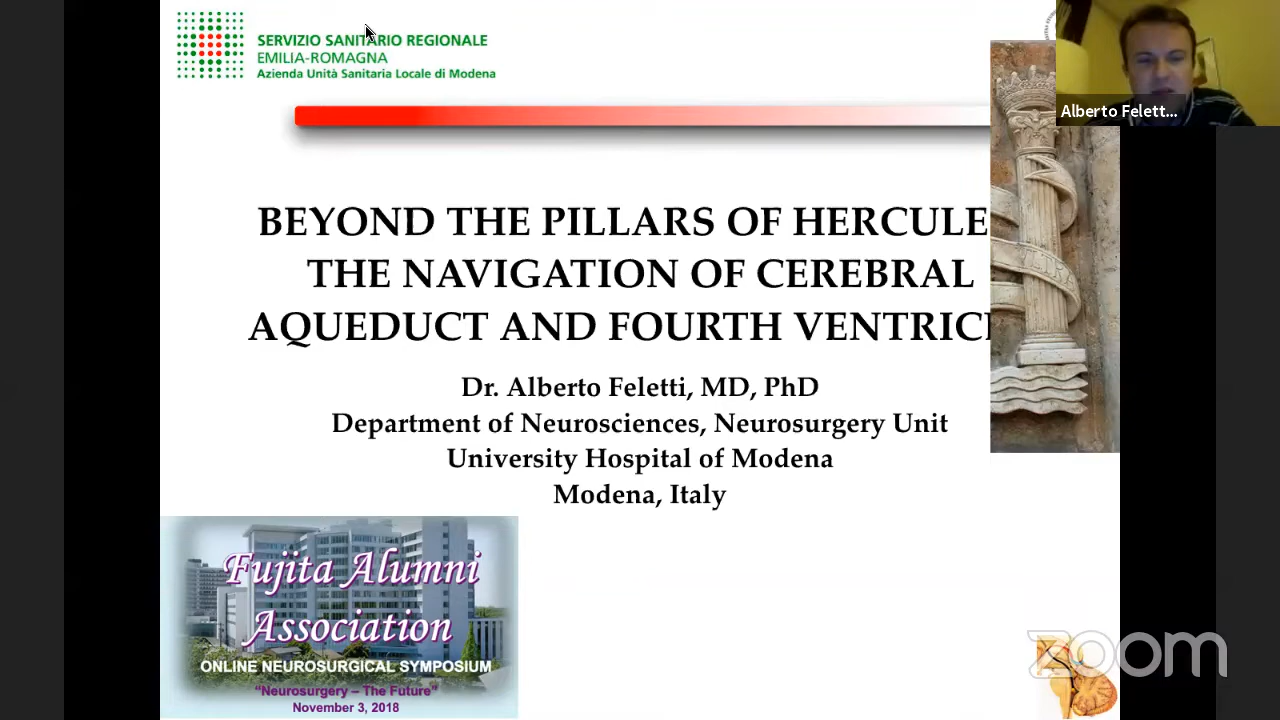 SERVIZIO SANITARIO REGIONALE
EMILIA-ROMAGNA
Azienda Unità Sanitaria Locale di Modena
Alberto Felett...
BEYOND THE PILLARS OF HERCULE
THE NAVIGATION OF CEREBRAL
AQUEDUCT AND FOURTH VENTRICL
Dr. Alberto Feletti, MD, PhD
Department of Neurosciences, Neurosurgery Unit
University Hospital of Modena
Modena, Italy
Fujita Alumni
Association
ONLINE NEUROSURGICAL SYMPOSIUM
“Neurosurgery – The Future”
November 3, 2018
zoom